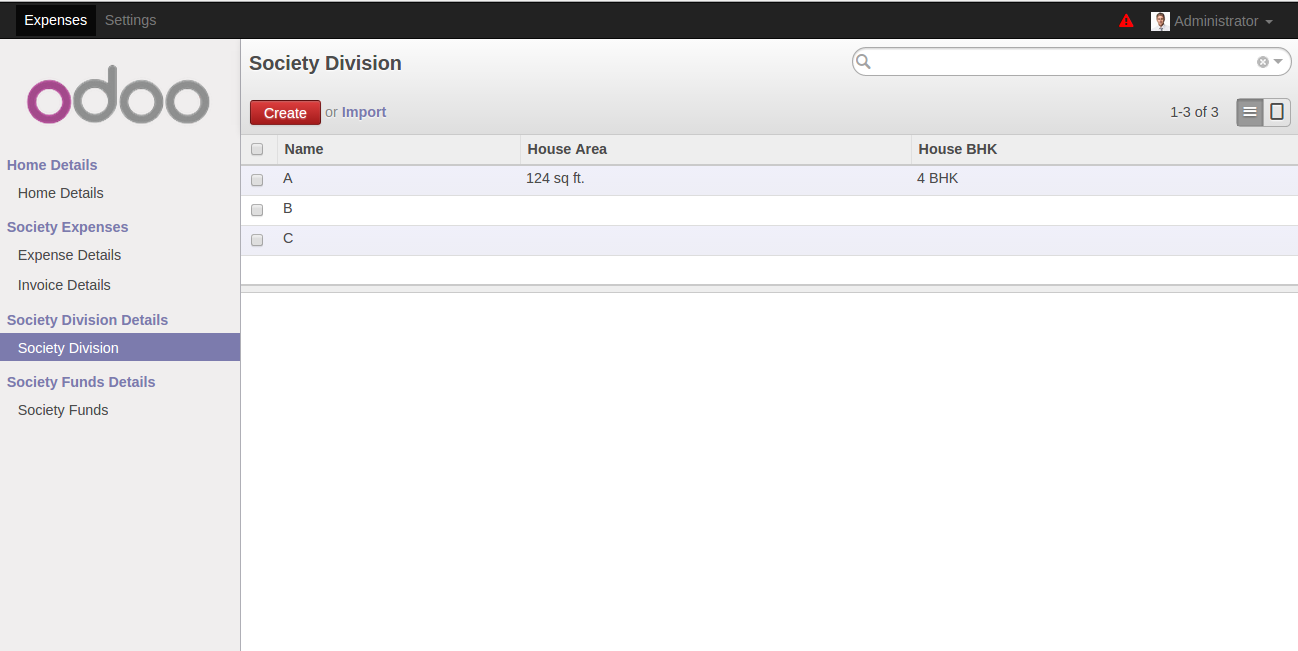 Expenses Settings Administrator
odoo
Society Division
Create or Import 1-3 of 3
Home Details
Home Details
Society Expenses
Expense Details
Invoice Details
Society Division Details
Society Division
Society Funds Details
Society Funds
Name House Area House BHK
A 124 sq ft. 4 BHK
B
C